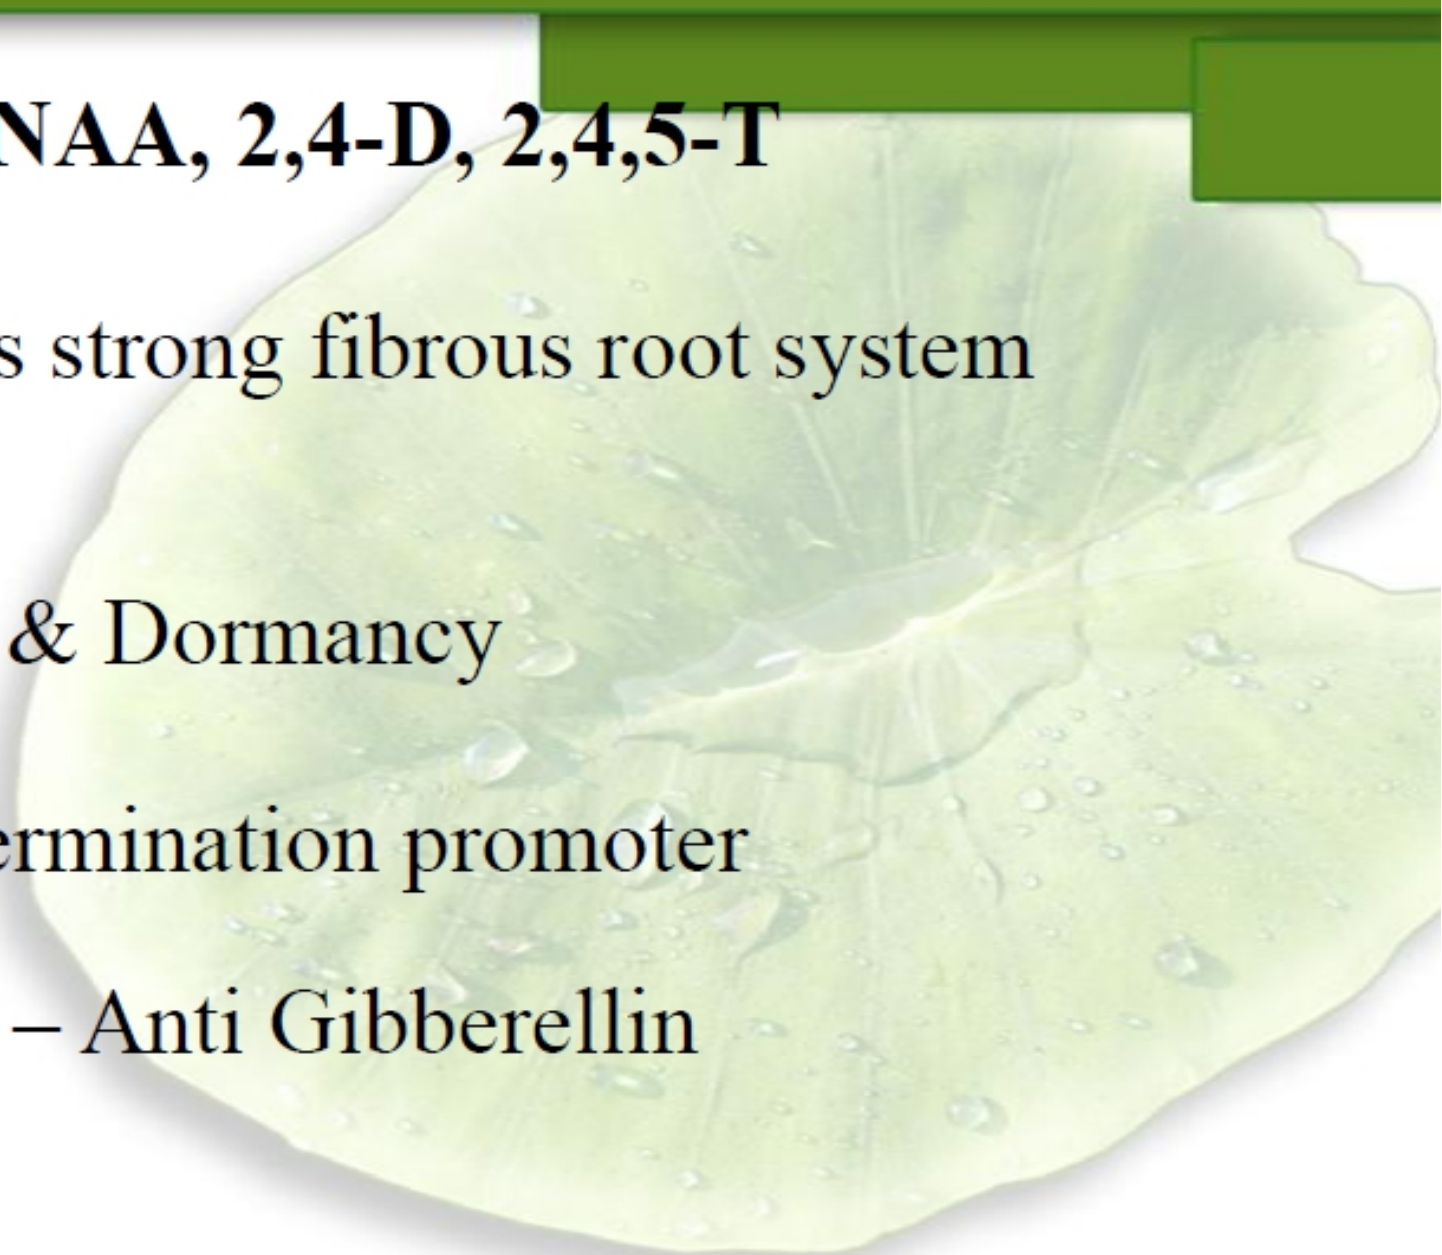 NAA, 2,4-D, 2,4,5-T
s strong fibrous root system
& Dormancy
ermination promoter
– Anti Gibberellin